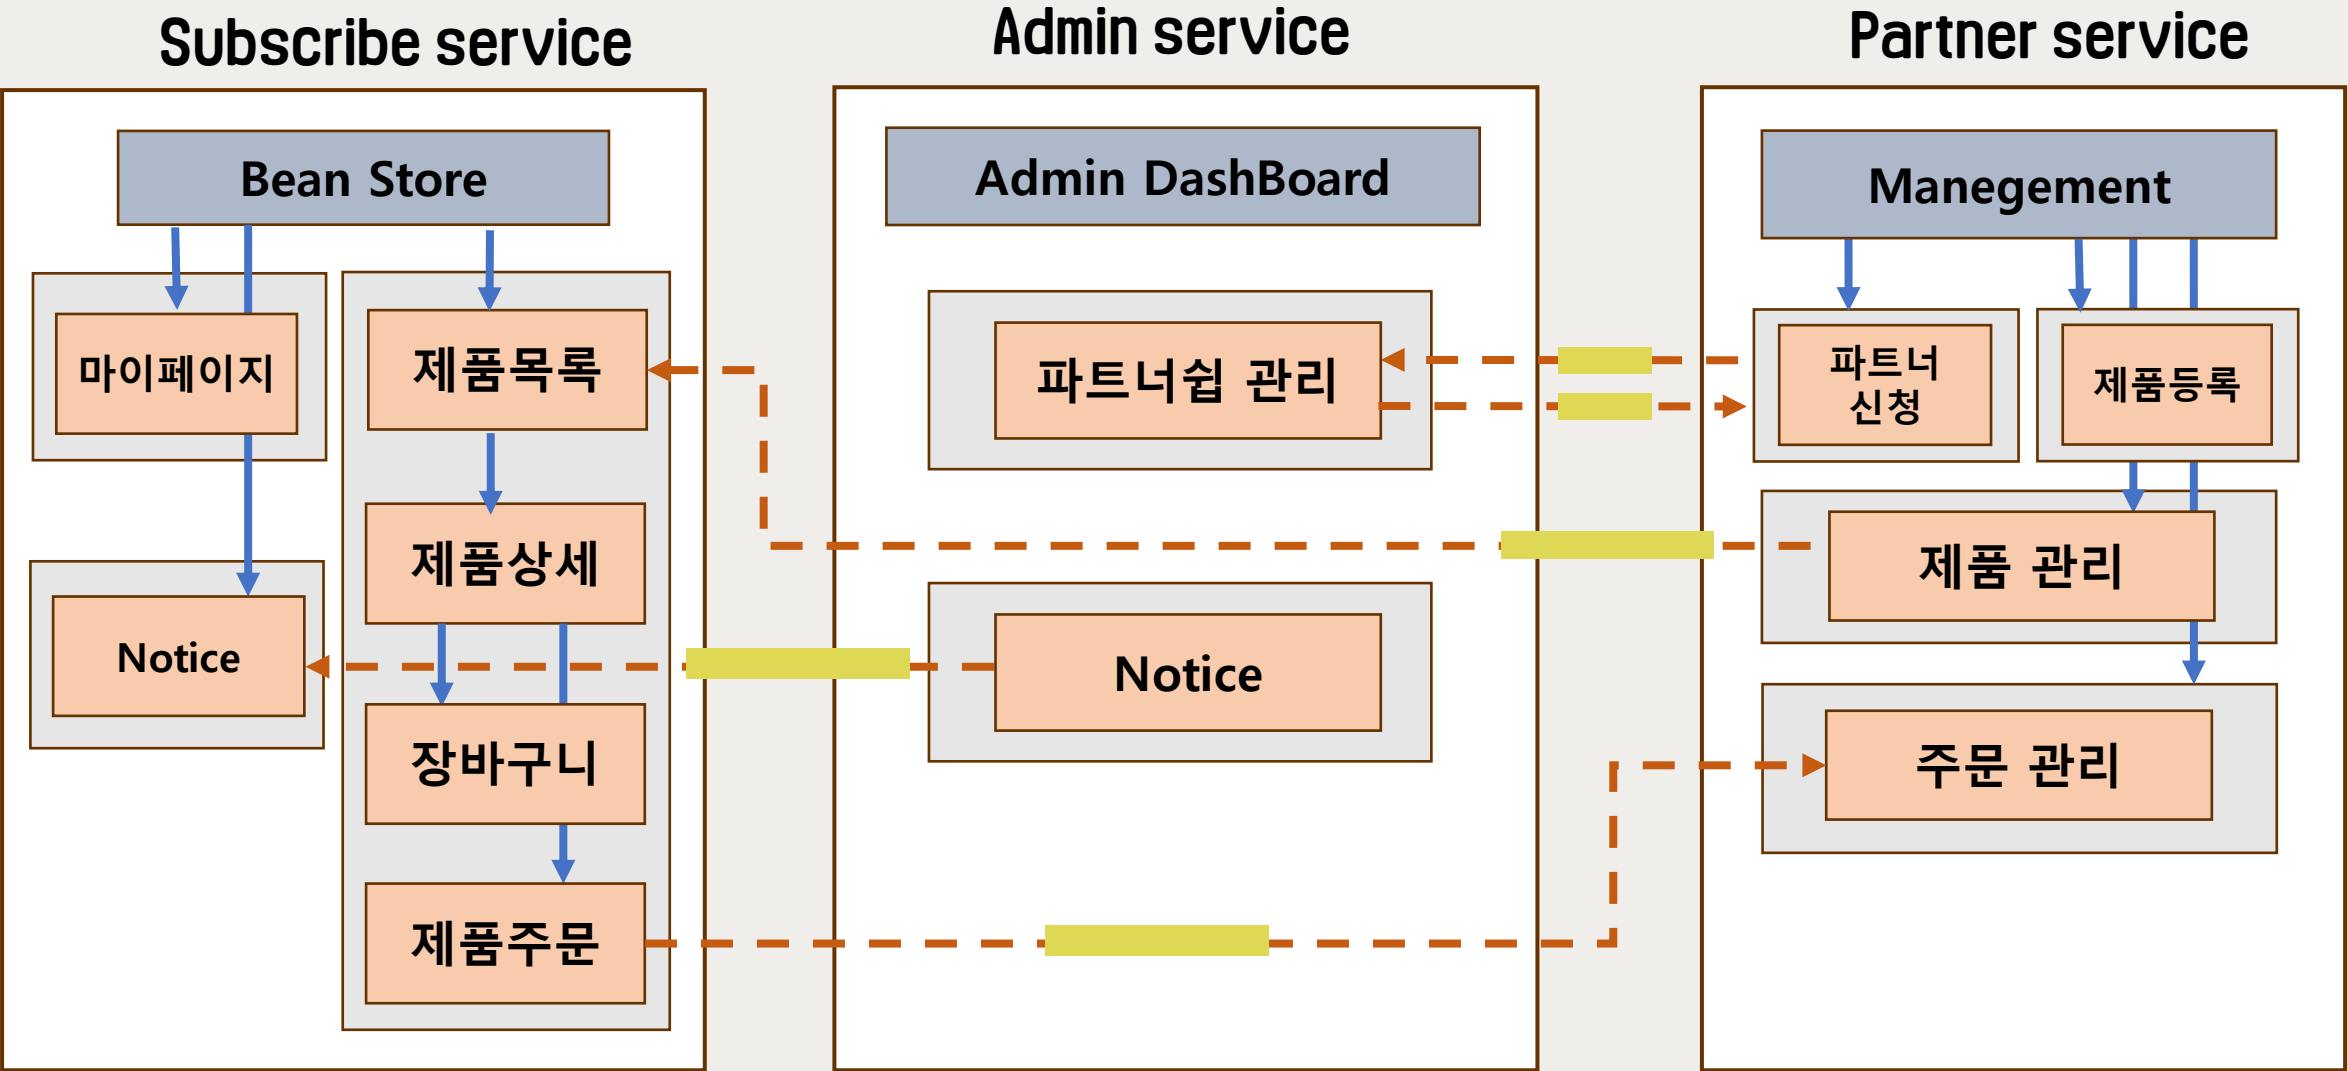 Subscribe service
Admin service
Partner service
Bean Store
마이페이지
제품목록
제품상세
Notice
장바구니
제품주문
Admin DashBoard
파트너쉽 관리
Notice
Manegement
파트너
신청
제품등록
제품 관리
주문 관리